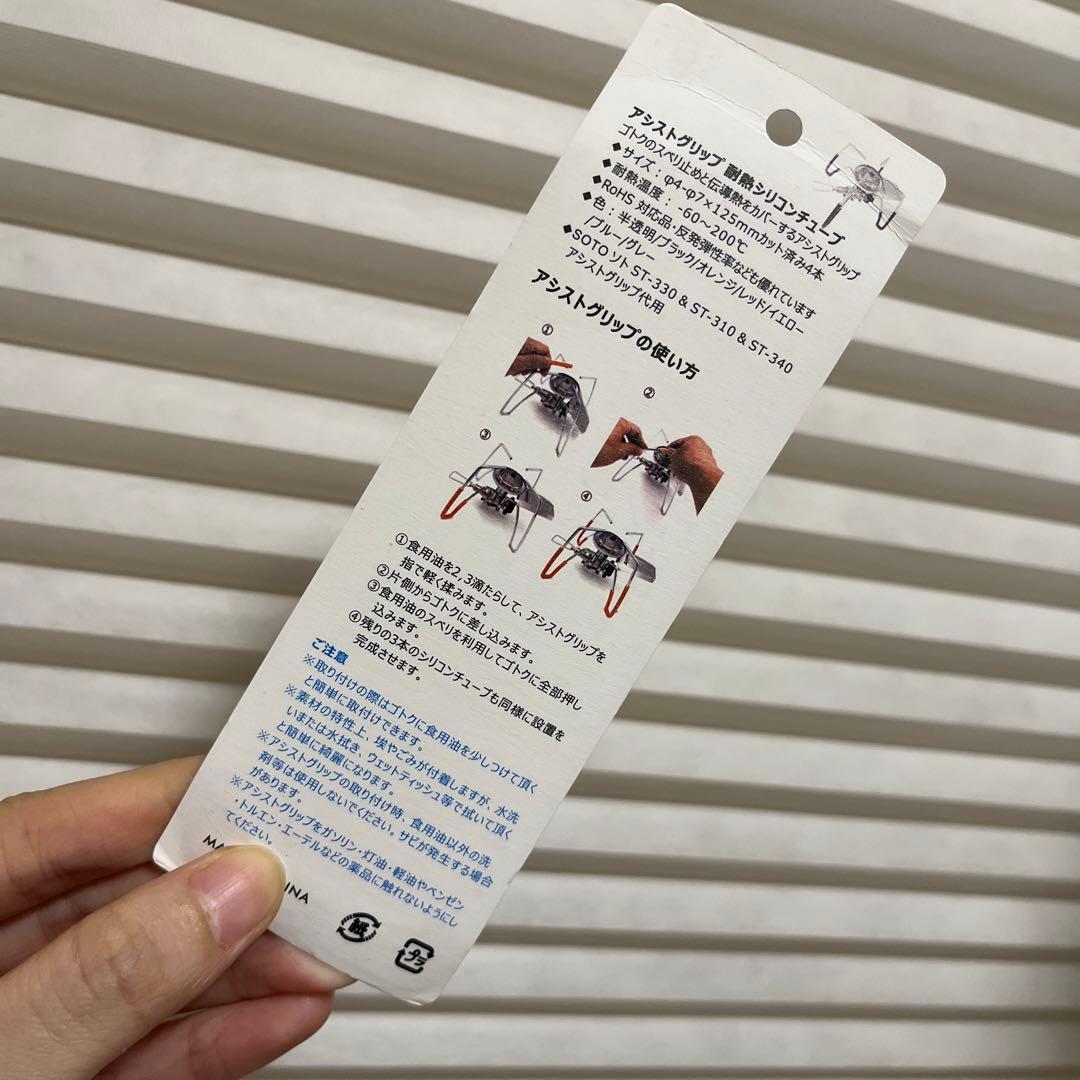 アシストグリップ 耐熱シリコンチューブ
ゴトクのスベリ止めと伝導熱をカバーするアシストグリップ
◆サイズ：φ4-φ7×125mmカット済み4本
◆耐熱温度：-60～200℃
◆RoHS 対応品・反発弾性率なども優れています
◆色：半透明/ブラック/オレンジ/レッド/イエロー
/ブルー/グレー
◆SOTO ソト ST-330 & ST-310 & ST-340
アシストグリップ代用
アシストグリップの使い方
①
②
③
④
①食用油を2,3滴たらして、アシストグリップを
指で軽く揉みます。
②片側からゴトクに差し込みます。
③食用油のスベリを利用してゴトクに全部押し
込みます。
④残りの3本のシリコンチューブも同様に設置を
完成させます。
ご注意
※取り付けの際はゴトクに食用油を少しつけて頂く
と簡単に取付けできます。
※素材の特性上、埃やごみが付着しますが、水洗
いまたは水拭き、ウェットティッシュ等で拭いて頂く
と簡単に綺麗になります。
※アシストグリップの取り付け時、食用油以外の洗
剤等は使用しないでください。サビが発生する場合
があります。
※アシストグリップをガソリン・灯油・軽油やベンゼン
・トルエン・エーテルなどの薬品に触れないようにし
てください。
MA INA
紙
プラ